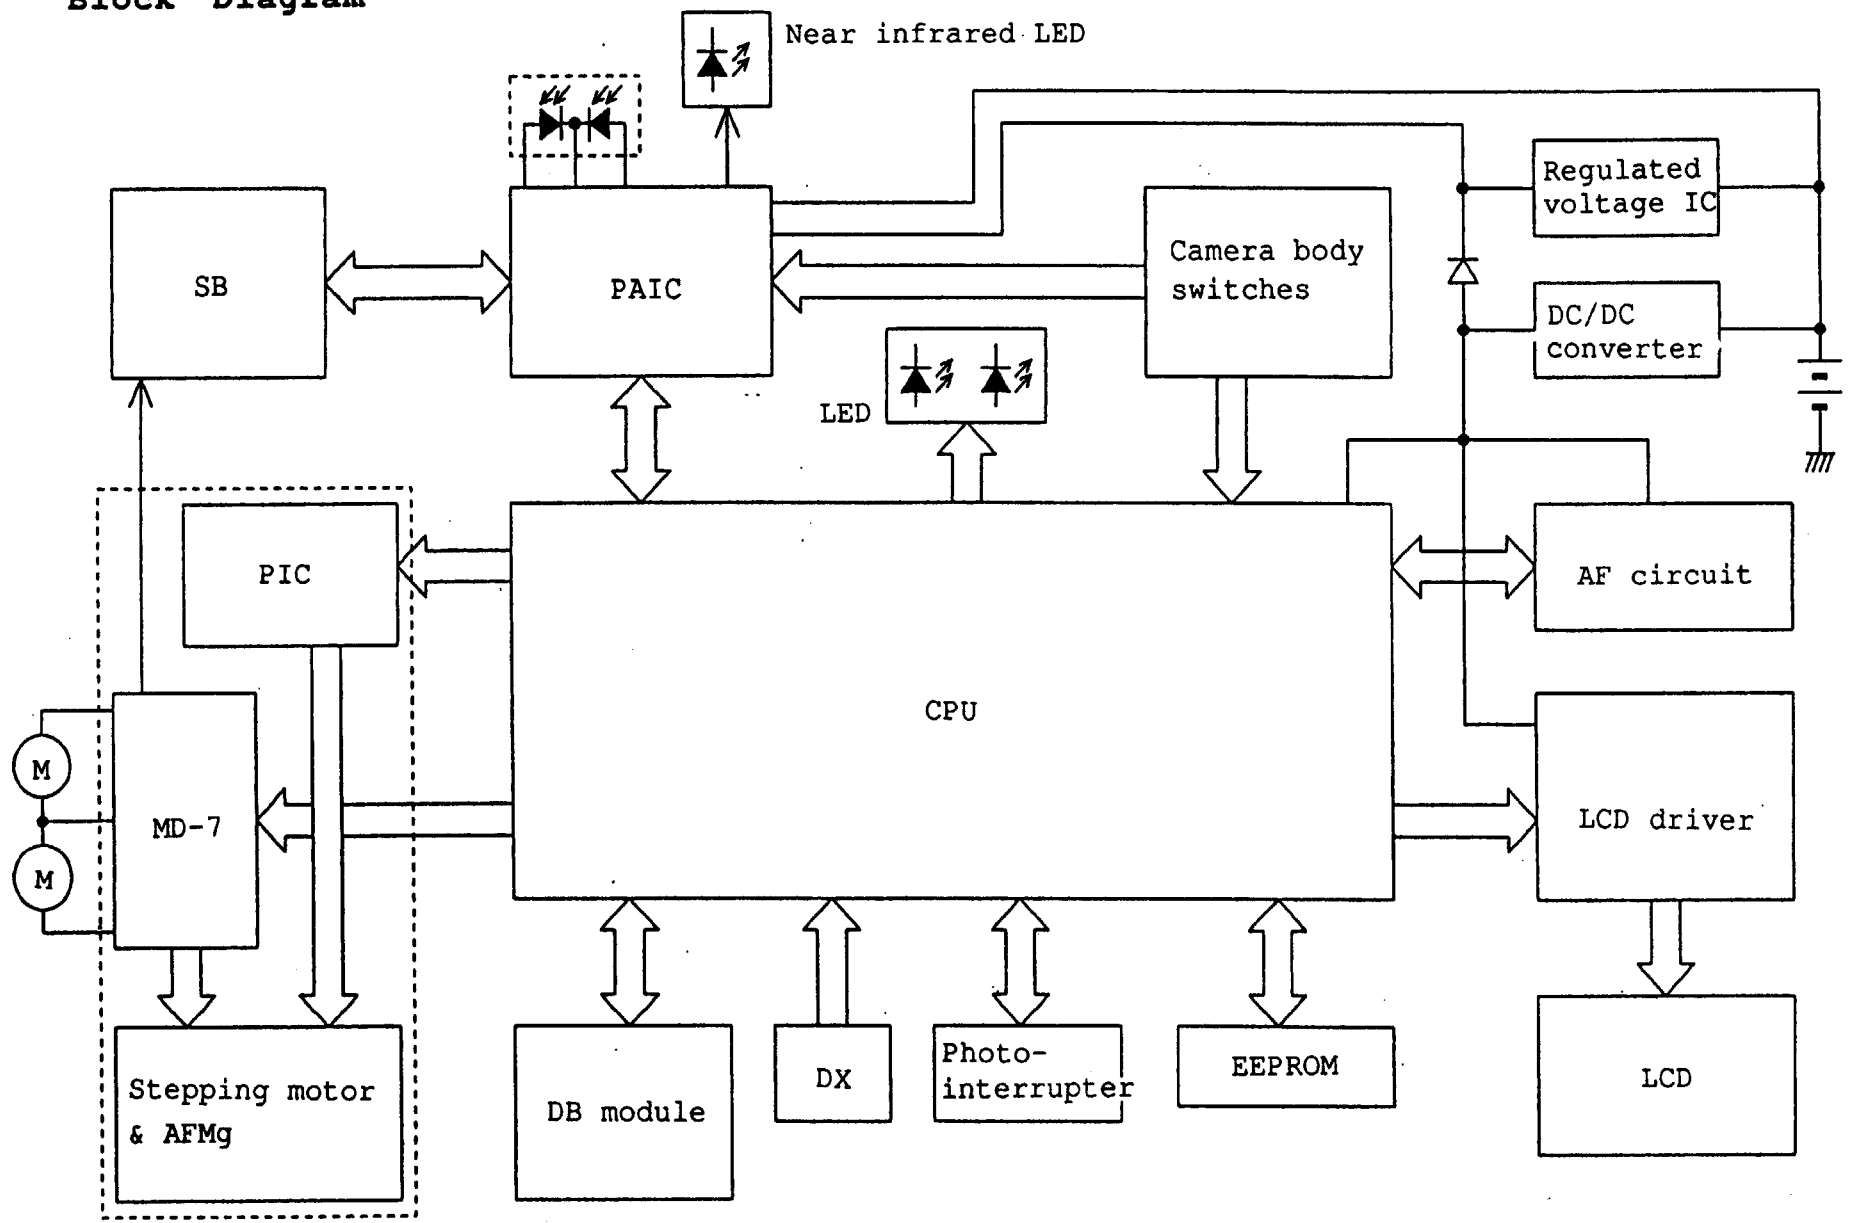 Block Diagram
Near infrared LED
Regulated
voltage IC
SB
PAIC
Camera body
switches
DC/DC
converter
LED
PIC
AF circuit
CPU
M
MD-7
M
LCD driver
Stepping motor
& AFMg
DB module
DX
Photo-
interrupter
EEPROM
LCD